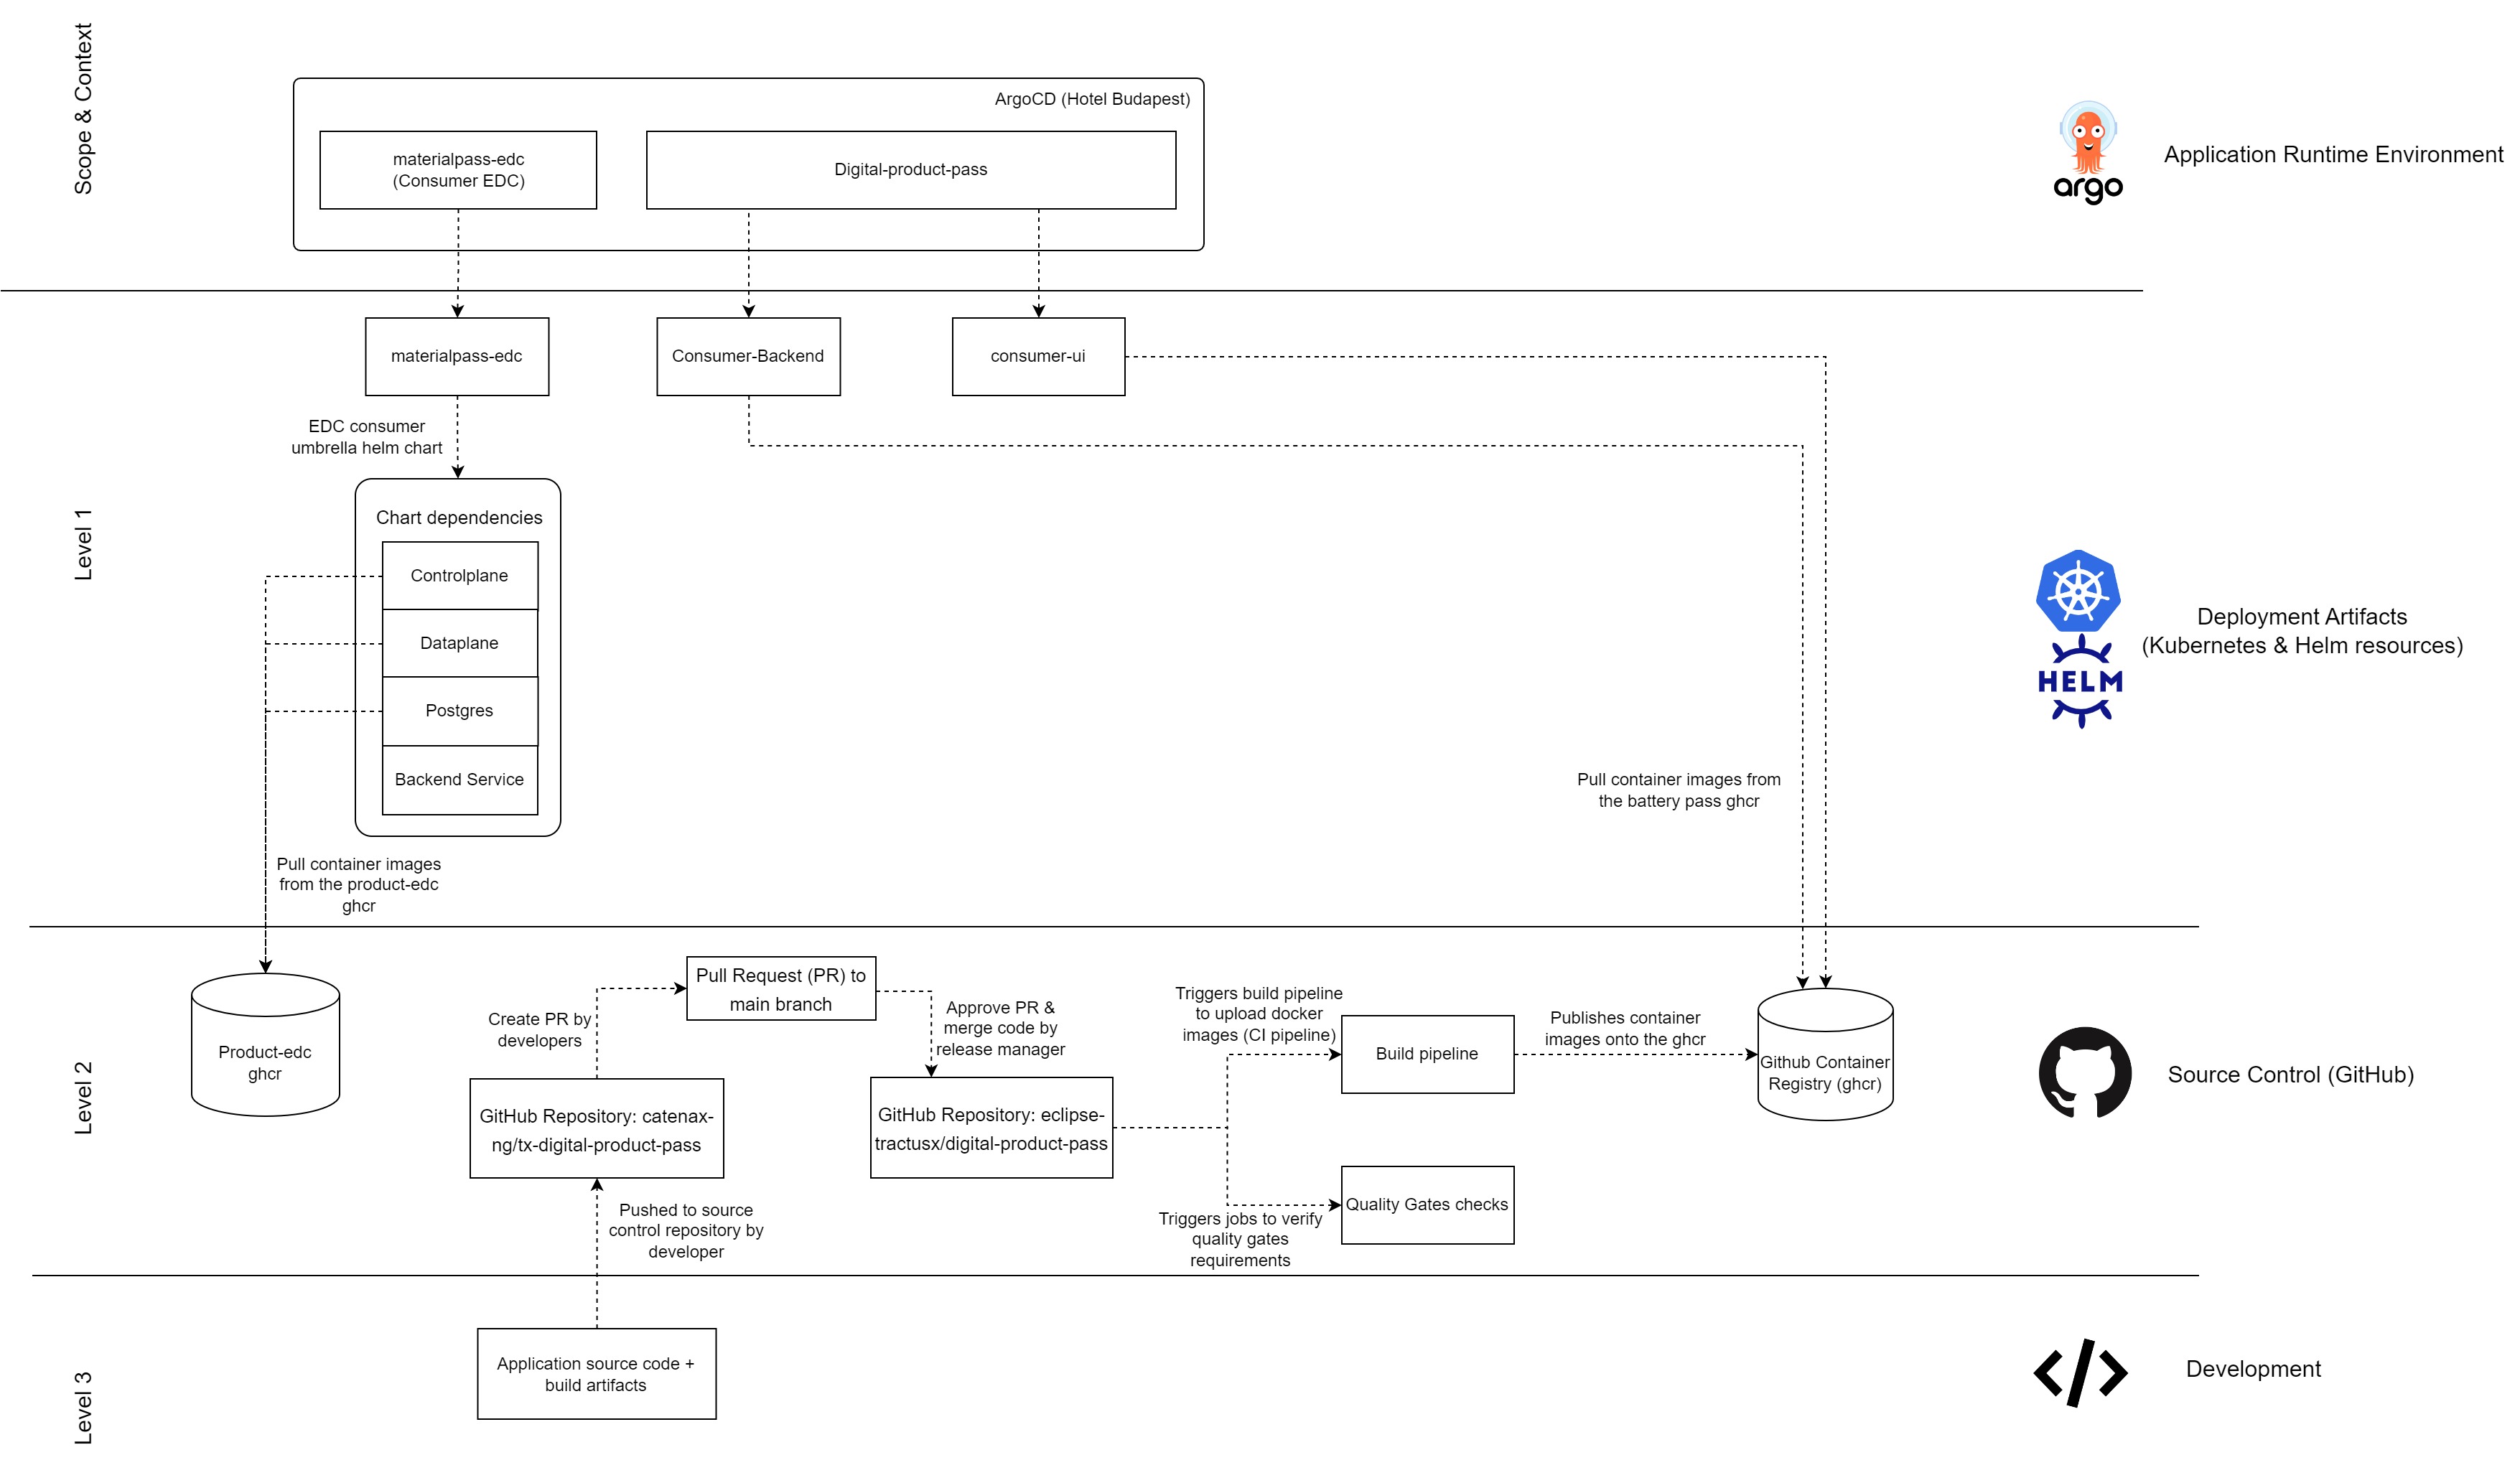 Scope & Context
ArgoCD (Hotel Budapest)
materialpass-edc
(Consumer EDC)
Digital-product-pass
argo
Application Runtime Environment
Level 1
materialpass-edc
Consumer-Backend
consumer-ui
EDC consumer
umbrella helm chart
Chart dependencies
Controlplane
Dataplane
Postgres
Backend Service
Pull container images
from the product-edc
ghcr
Pull container images from
the battery pass ghcr
HELM
Deployment Artifacts
(Kubernetes & Helm resources)
Level 2
Product-edc
ghcr
Create PR by
developers
Pull Request (PR) to
main branch
Approve PR &
merge code by
release manager
GitHub Repository: catenax-
ng/tx-digital-product-pass
GitHub Repository: eclipse-
tractusx/digital-product-pass
Triggers build pipeline
to upload docker
images (CI pipeline)
Build pipeline
Publishes container
images onto the ghcr
Github Container
Registry (ghcr)
Quality Gates checks
Triggers jobs to verify
quality gates
requirements
Pushed to source
control repository by
developer
Source Control (GitHub)
Level 3
Application source code +
build artifacts
</>
Development